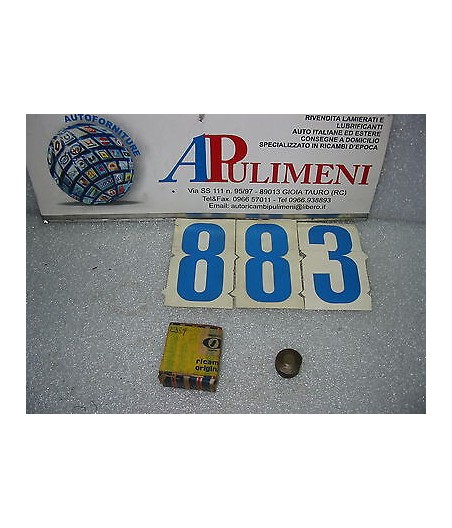 AUTOFORNITURE
APULIMENI
RIVENDITA LAMIERATI E
LUBRIFICANTI
AUTO ITALIANE ED ESTERE
CONSEGNE A DOMICILIO
SPECIALIZZATO IN RICAMBI D'EPOCA
Via SS 111 n. 95/97 - 89013 GIOIA TAURO (RC)
Tel&Fax. 0966 57011 - Tel 0966.938893
Email: autoricambipulimeni@libero.it
883
ricam
origin